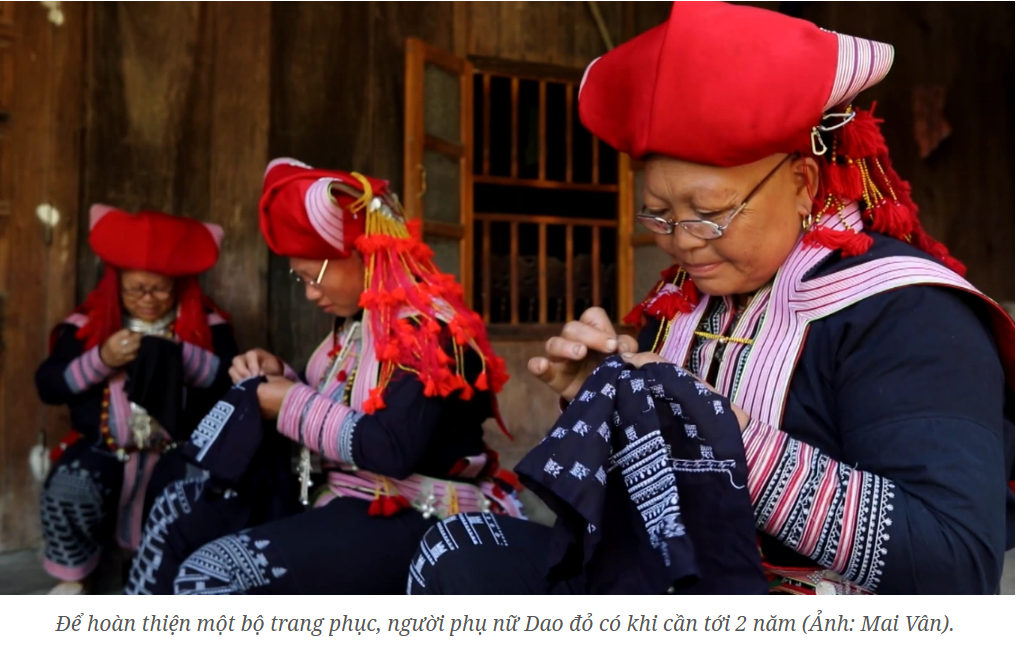 Để hoàn thiện một bộ trang phục, người phụ nữ Dao đỏ có khi cần tới 2 năm (Ảnh: Mai Vân).